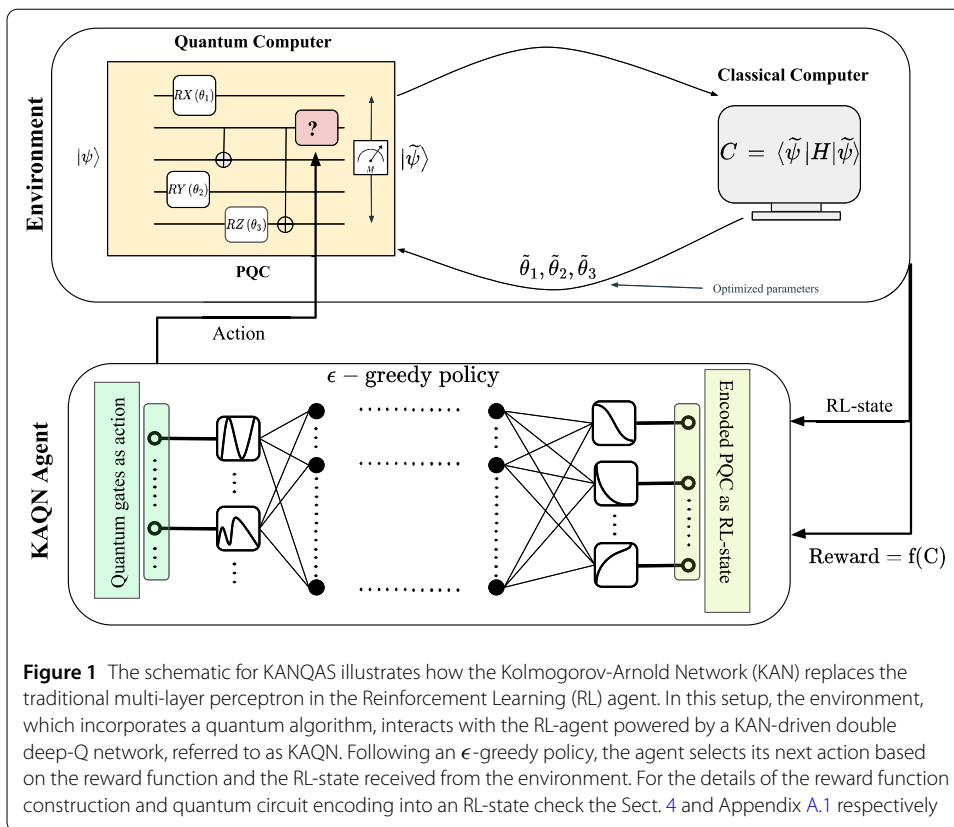 Quantum Computer
Classical Computer
Environment
|ψ⟩
RX(θ₁)
?
RY(θ₂)
RZ(θ₃)
M
|ψ̃⟩
PQC
C = ⟨ψ̃|H|ψ̃⟩
θ̃₁, θ̃₂, θ̃₃
Optimized parameters
Action
RL-state
Reward = f(C)
KAQN Agent
ϵ − greedy policy
Quantum gates as action
Encoded PQC as RL-state
Figure 1 The schematic for KANQAS illustrates how the Kolmogorov-Arnold Network (KAN) replaces the
traditional multi-layer perceptron in the Reinforcement Learning (RL) agent. In this setup, the environment,
which incorporates a quantum algorithm, interacts with the RL-agent powered by a KAN-driven double
deep-Q network, referred to as KAQN. Following an ϵ-greedy policy, the agent selects its next action based
on the reward function and the RL-state received from the environment. For the details of the reward function
construction and quantum circuit encoding into an RL-state check the Sect. 4 and Appendix A.1 respectively